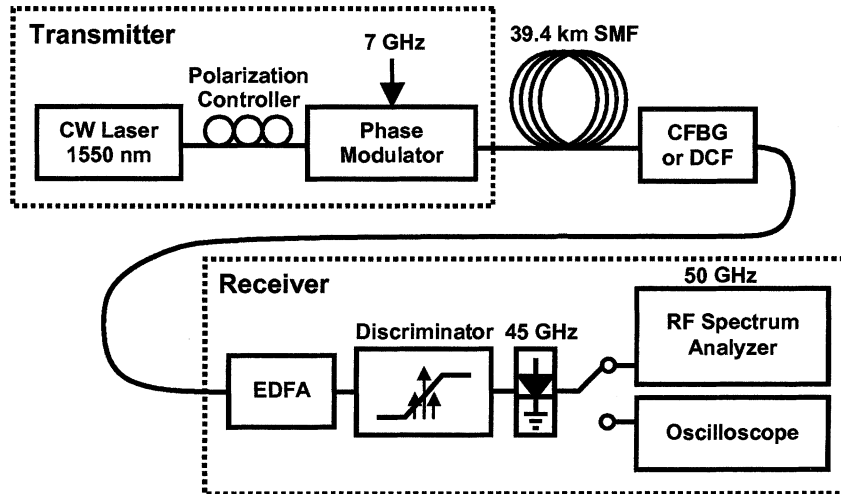 Transmitter
7 GHz
39.4 km SMF
Polarization
Controller
CW Laser
1550 nm
Phase
Modulator
CFBG
or DCF
Receiver
50 GHz
Discriminator
45 GHz
RF Spectrum
Analyzer
EDFA
Oscilloscope